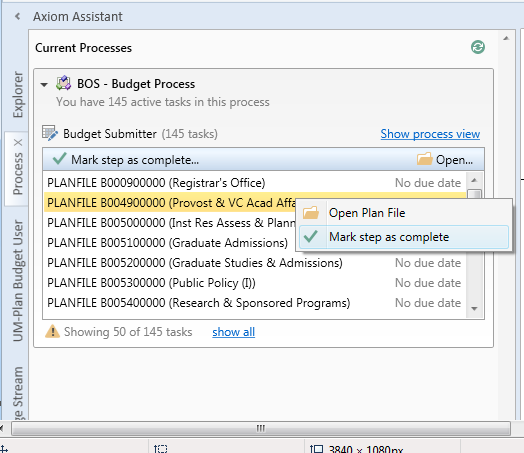 Axiom Assistant
Current Processes
BOS - Budget Process
You have 145 active tasks in this process
Budget Submitter (145 tasks) Show process view
Mark step as complete... Open...
PLANFILE B000900000 (Registrar's Office) No due date
PLANFILE B004900000 (Provost & VC Acad Affa
PLANFILE B005000000 (Inst Res Assess & Plann
PLANFILE B005100000 (Graduate Admissions)
PLANFILE B005200000 (Graduate Studies & Admissions) No due date
PLANFILE B005300000 (Public Policy (I)) No due date
PLANFILE B005400000 (Research & Sponsored Programs) No due date
Open Plan File
Mark step as complete
Showing 50 of 145 tasks show all
Explorer
Process
UM-Plan Budget User
ge Stream
3840 × 1080px